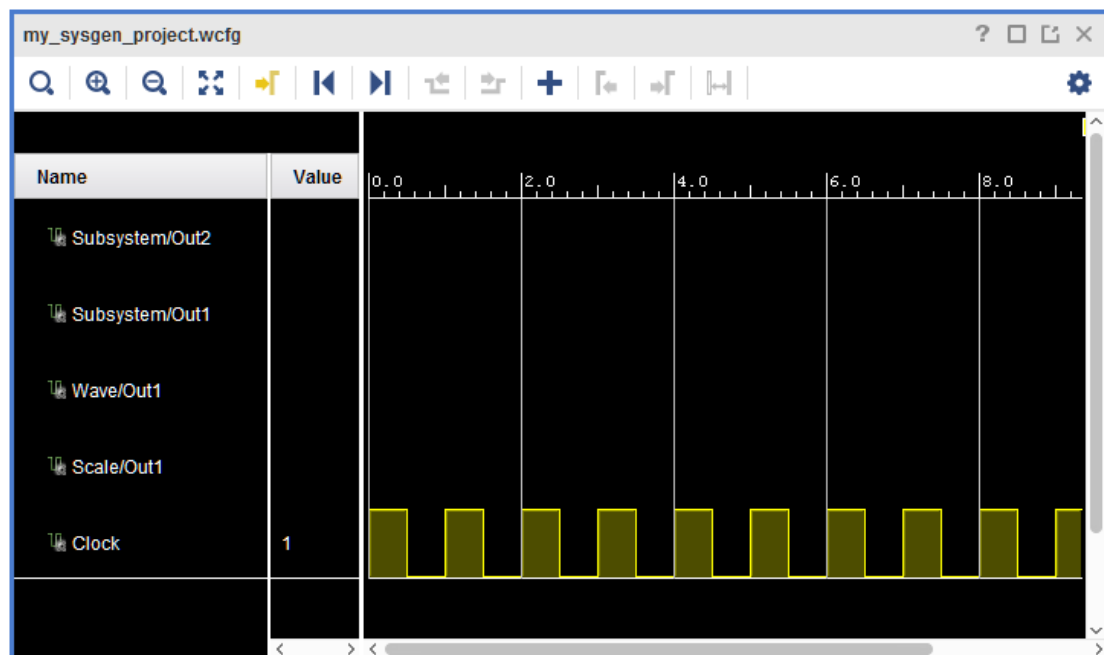 my_sysgen_project.wcfg
Name Value 0.0 2.0 4.0 6.0 8.0
Subsystem/Out2
Subsystem/Out1
Wave/Out1
Scale/Out1
Clock 1